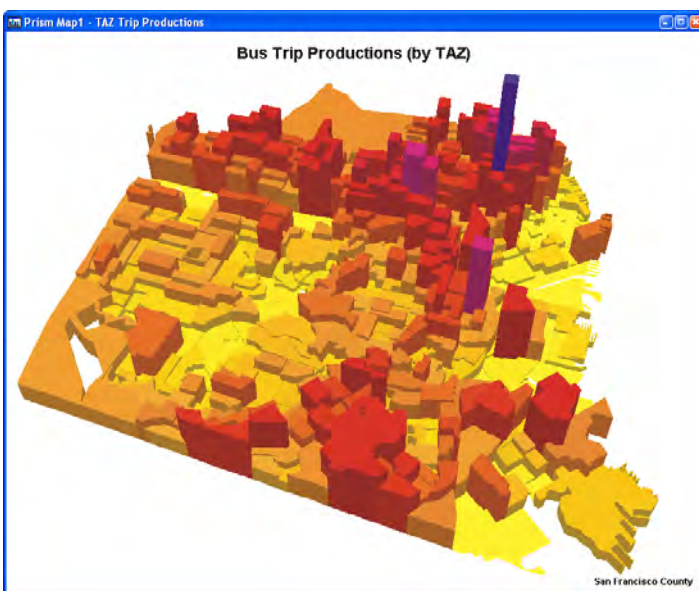 Prism Map1 - TAZ Trip Productions
Bus Trip Productions (by TAZ)
San Francisco County